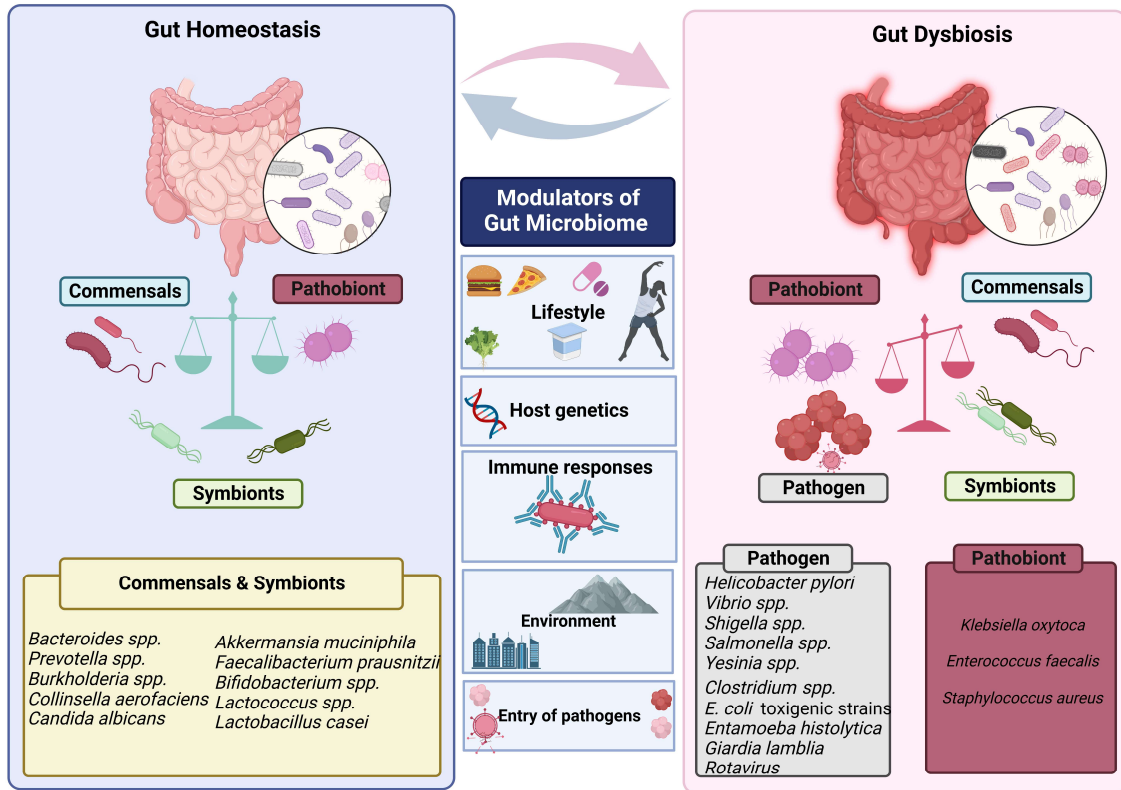 Gut Homeostasis
Commensals
Pathobiont
Symbionts
Commensals & Symbionts
Bacteroides spp.
Prevotella spp.
Burkholderia spp.
Collinsella aerofaciens
Candida albicans
Akkermansia muciniphila
Faecalibacterium prausnitzii
Bifidobacterium spp.
Lactococcus spp.
Lactobacillus casei
Modulators of
Gut Microbiome
Lifestyle
Host genetics
Immune responses
Environment
Entry of pathogens
Gut Dysbiosis
Pathobiont
Commensals
Pathogen
Symbionts
Pathogen
Helicobacter pylori
Vibrio spp.
Shigella spp.
Salmonella spp.
Yesinia spp.
Clostridium spp.
E. coli toxigenic strains
Entamoeba histolytica
Giardia lamblia
Rotavirus
Pathobiont
Klebsiella oxytoca
Enterococcus faecalis
Staphylococcus aureus